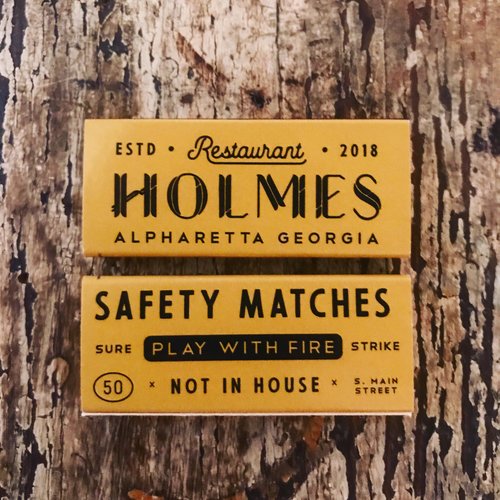 ESTD • Restaurant • 2018
HOLMES
ALPHARETTA GEORGIA
SAFETY MATCHES
SURE PLAY WITH FIRE STRIKE
50 × NOT IN HOUSE × S. MAIN
STREET